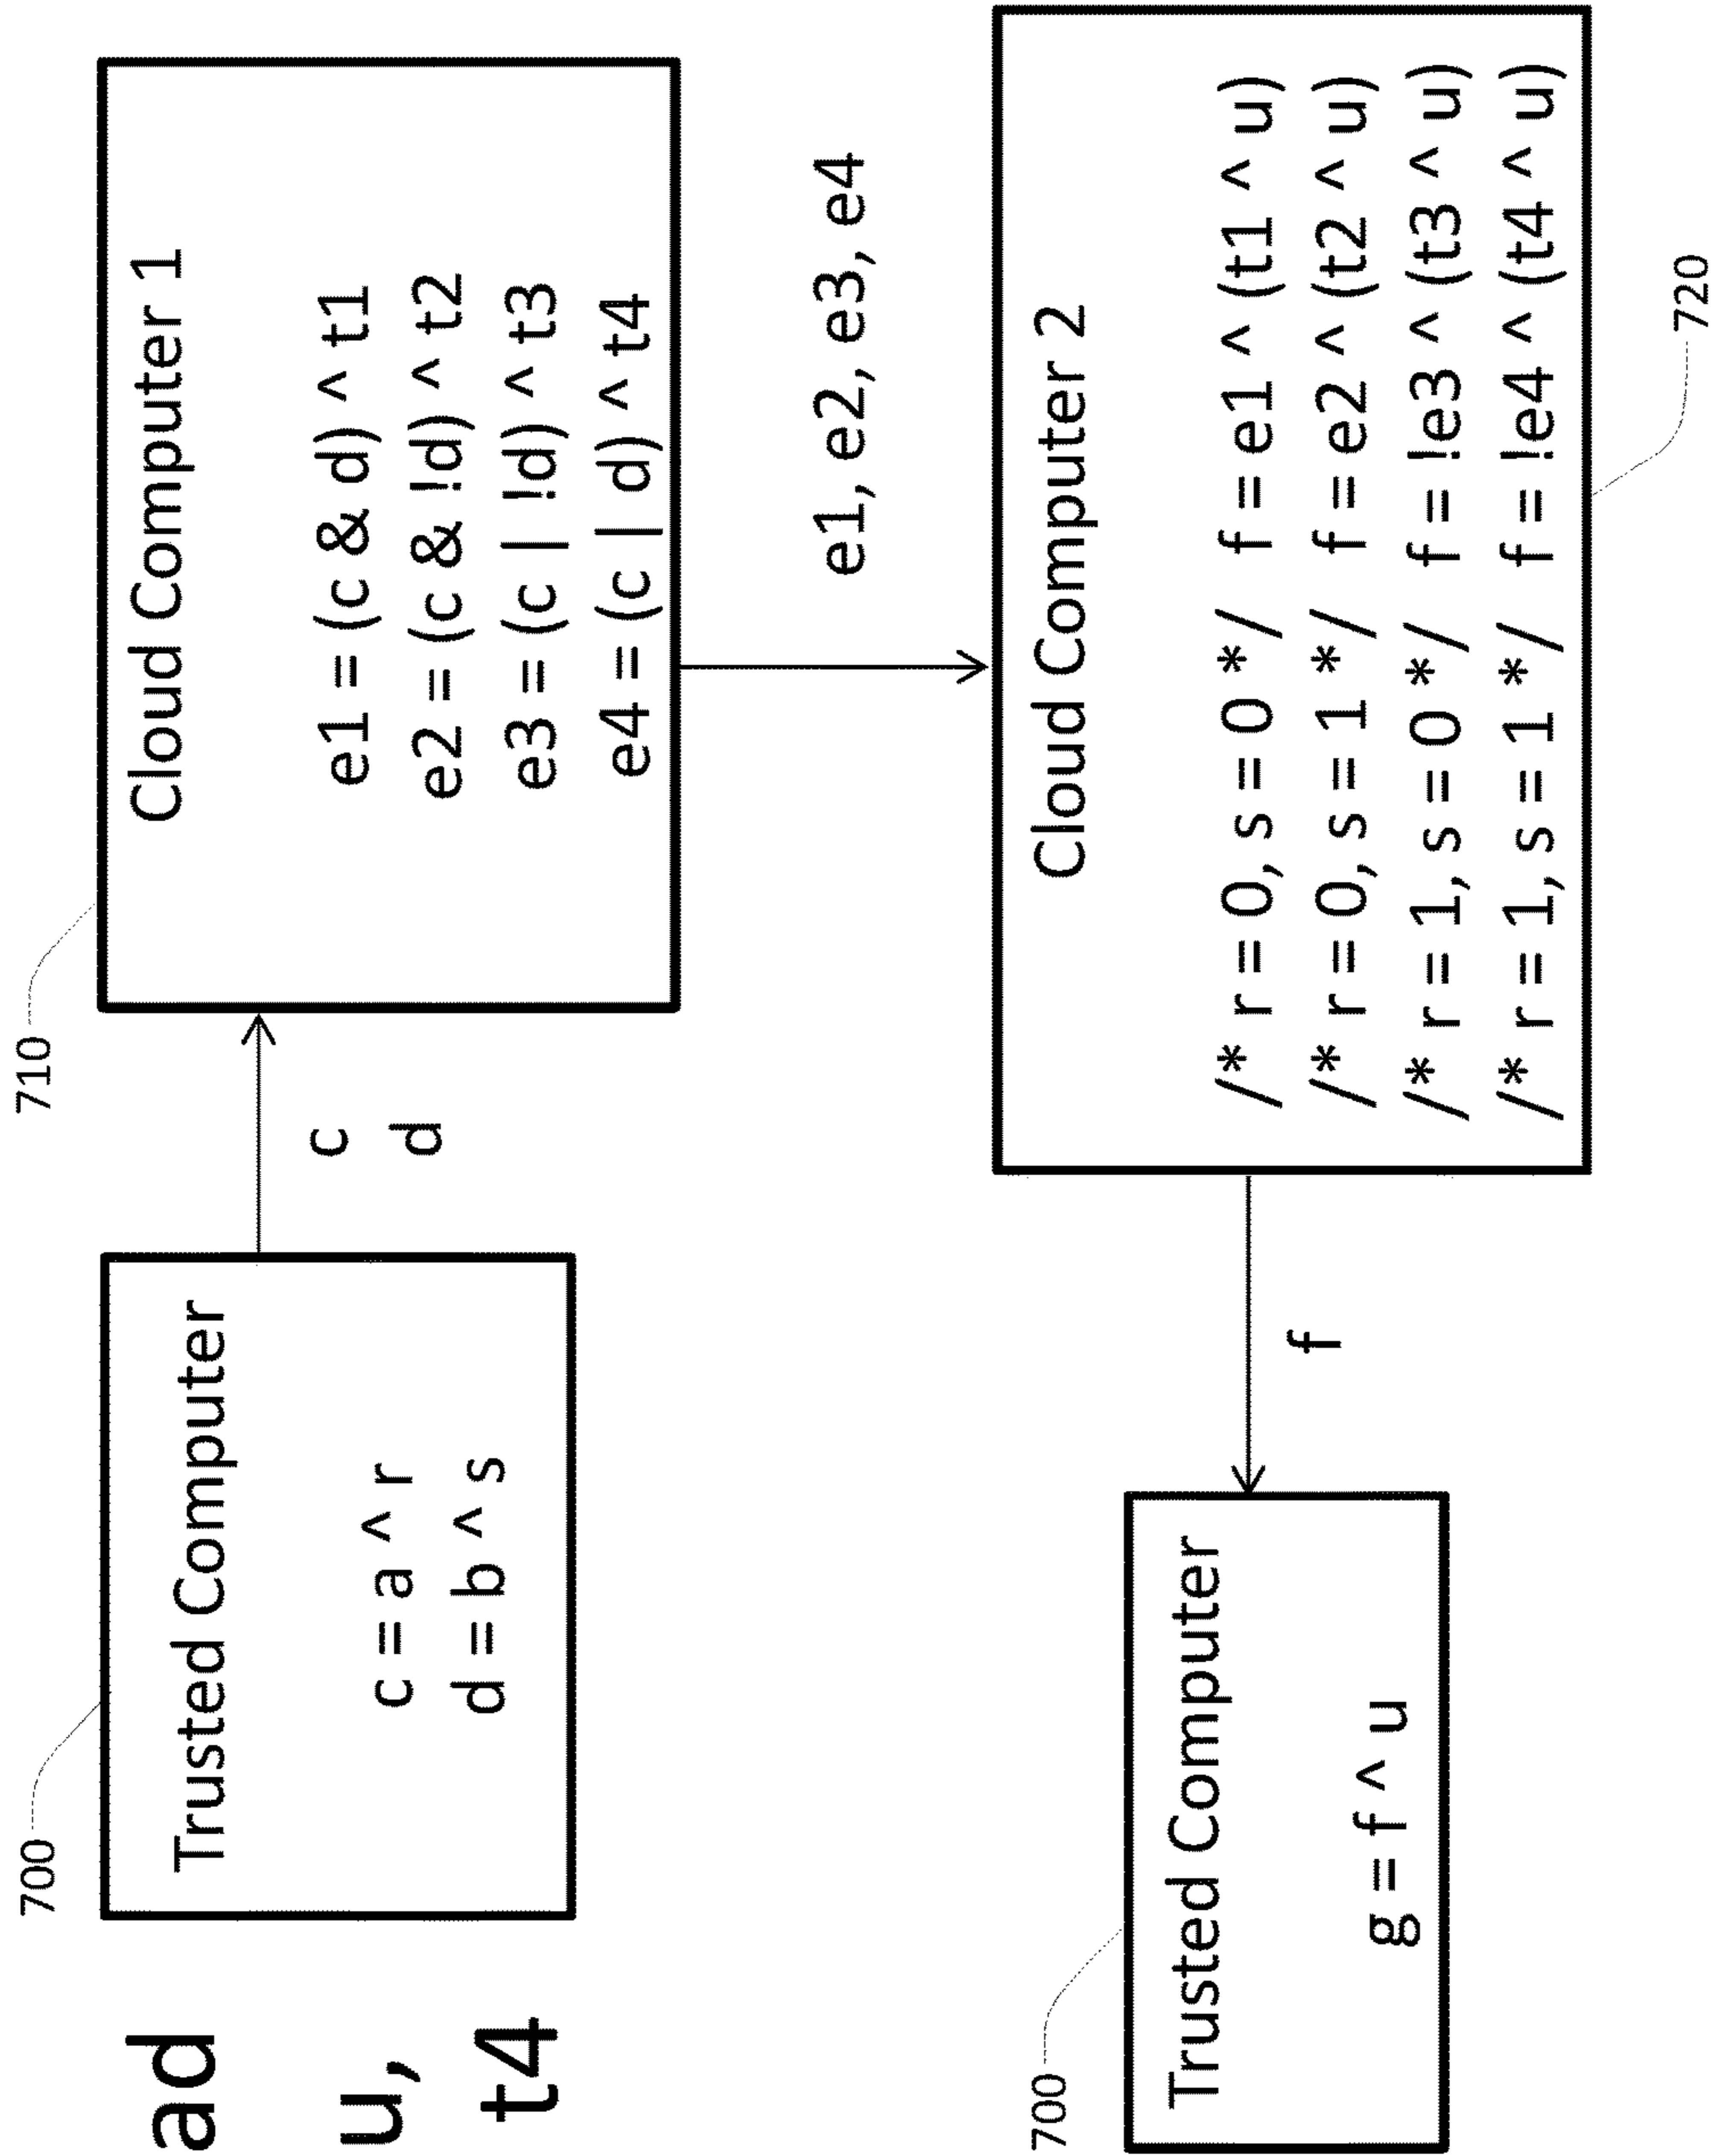 ad
u,
t4
700
Trusted Computer
c = a ^ r
d = b ^ s
c
d
710
Cloud Computer 1
e1 = (c & d) ^ t1
e2 = (c & !d) ^ t2
e3 = (c | !d) ^ t3
e4 = (c | d) ^ t4
e1, e2, e3, e4
Cloud Computer 2
/* r = 0, s = 0 */ f = e1 ^ (t1 ^ u)
/* r = 0, s = 1 */ f = e2 ^ (t2 ^ u)
/* r = 1, s = 0 */ f = !e3 ^ (t3 ^ u)
/* r = 1, s = 1 */ f = !e4 ^ (t4 ^ u)
720
f
700
Trusted Computer
g = f ^ u